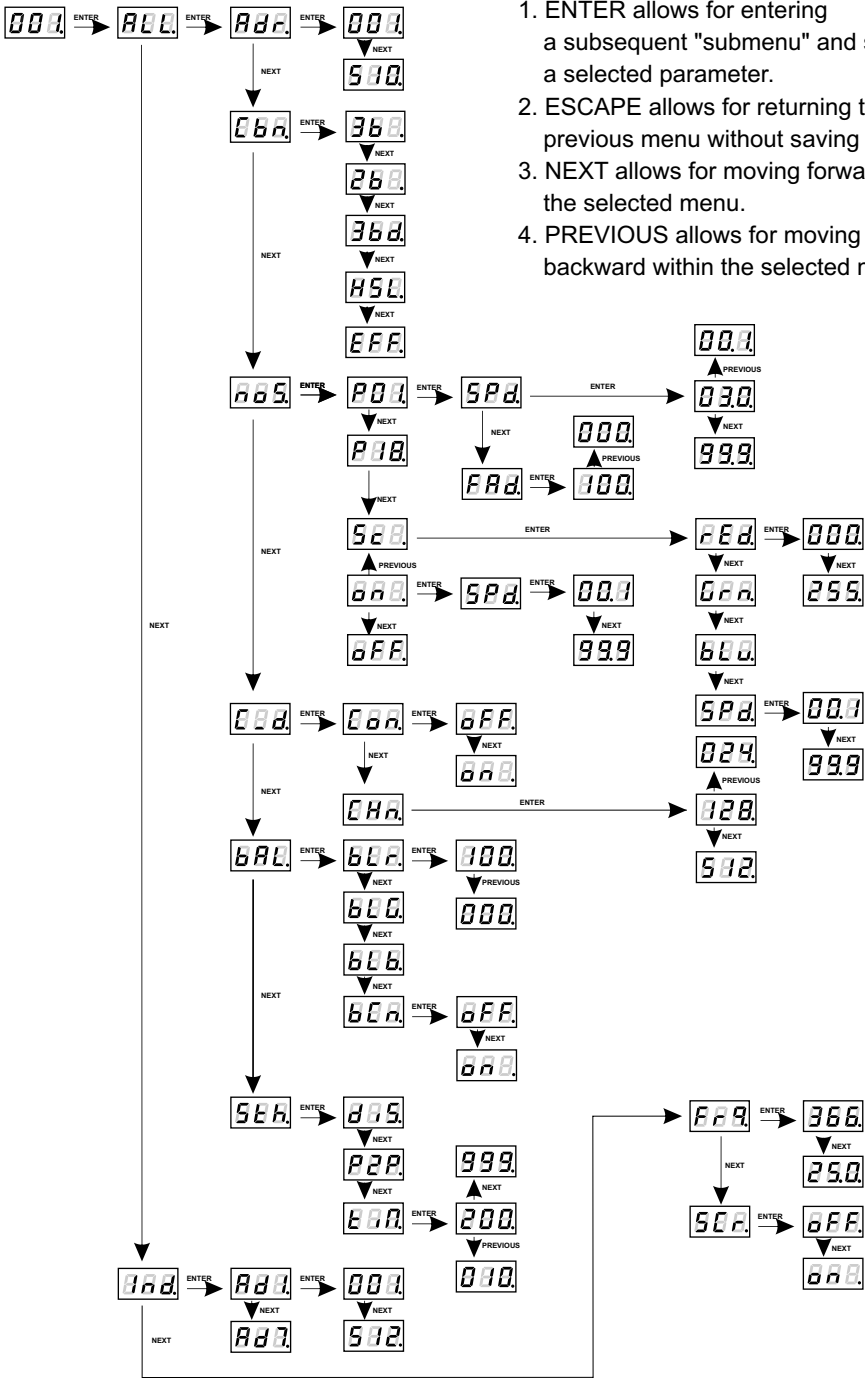 1. ENTER allows for entering
a subsequent "submenu" and
a selected parameter.
2. ESCAPE allows for returning
previous menu without saving
3. NEXT allows for moving
the selected menu.
4. PREVIOUS allows for moving
backward within the selected
001. ENTER ALL. ENTER Adr. ENTER 001.
NEXT
NEXT
510.
Cbn. ENTER 3b.
NEXT
2b.
NEXT
NEXT
3bd.
NEXT
HSL.
NEXT
EFF.
00.1.
PREVIOUS
noS. ENTER P01. ENTER SPd. ENTER 03.0.
NEXT
NEXT
NEXT
000.
PREVIOUS
P18.
99.9.
FAd. ENTER 100.
NEXT
Sc. ENTER rEd. ENTER 000.
NEXT
PREVIOUS
NEXT
NEXT
on. ENTER SPd. ENTER 00.1
Grn.
255.
NEXT
NEXT
NEXT
oFF.
99.9
bLu.
NEXT
NEXT
C_d. ENTER Con. ENTER oFF.
SPd. ENTER 00.1
NEXT
NEXT
NEXT
on.
024.
99.9
NEXT
PREVIOUS
CHn. ENTER 128.
NEXT
bAL. ENTER bLr. ENTER 100.
512.
NEXT
PREVIOUS
bLG.
000.
NEXT
bLb.
NEXT
NEXT
bCn. ENTER oFF.
NEXT
on.
Sth. ENTER diS.
Fr9. ENTER 366.
NEXT
NEXT
P2P.
999.
25.0.
NEXT
NEXT
NEXT
tiM. ENTER 200.
SCr. ENTER oFF.
PREVIOUS
NEXT
Ind. ENTER Ad1. ENTER 001.
010.
on.
NEXT
NEXT
NEXT
Ad7.
512.